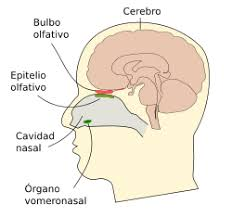 Cerebro
Bulbo
olfativo
Epitelio
olfativo
Cavidad
nasal
Órgano
vomeronasal